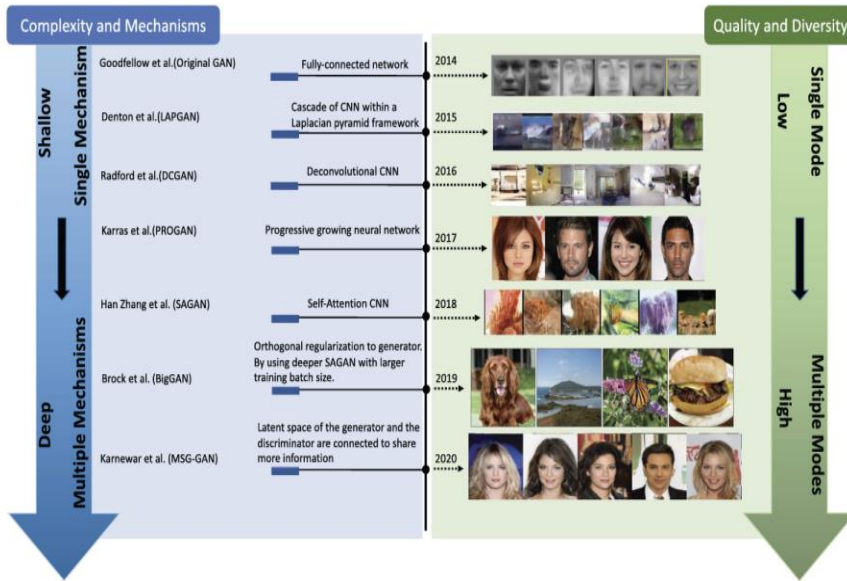 Complexity and Mechanisms
Quality and Diversity
Shallow
Single Mechanism
Deep
Multiple Mechanisms
Goodfellow et al.(Original GAN)
Fully-connected network
2014
Denton et al.(LAPGAN)
Cascade of CNN within a
Laplacian pyramid framework
2015
Radford et al.(DCGAN)
Deconvolutional CNN
2016
Karras et al.(PROGAN)
Progressive growing neural network
2017
Han Zhang et al. (SAGAN)
Self-Attention CNN
2018
Brock et al. (BigGAN)
Orthogonal regularization to generator.
By using deeper SAGAN with larger
training batch size.
2019
Karnewar et al. (MSG-GAN)
Latent space of the generator and the
discriminator are connected to share
more information
2020
Low
Single Mode
High
Multiple Modes